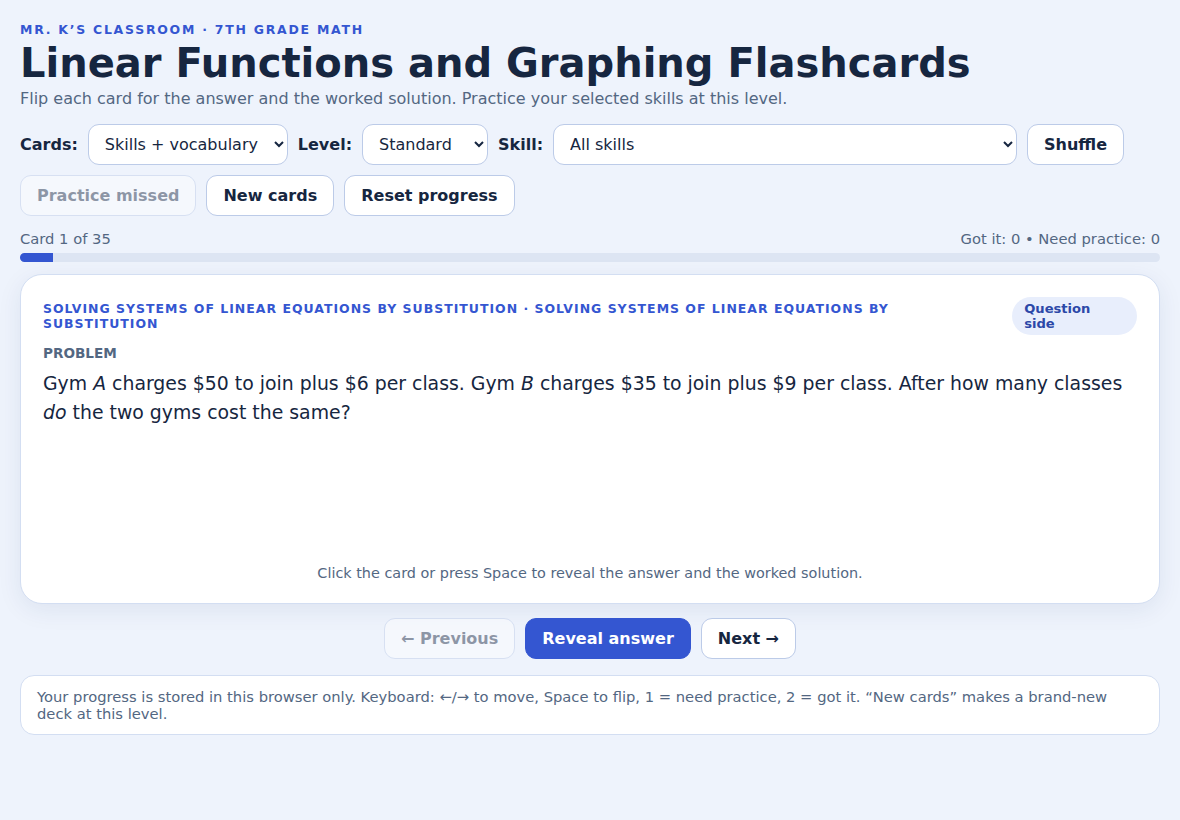 MR. K’S CLASSROOM · 7TH GRADE MATH
Linear Functions and Graphing Flashcards
Flip each card for the answer and the worked solution. Practice your selected skills at this level.
Cards: Skills + vocabulary Level: Standard Skill: All skills Shuffle
Practice missed New cards Reset progress
Card 1 of 35 Got it: 0 • Need practice: 0
SOLVING SYSTEMS OF LINEAR EQUATIONS BY SUBSTITUTION · SOLVING SYSTEMS OF LINEAR EQUATIONS BY
SUBSTITUTION
Question
side
PROBLEM
Gym A charges $50 to join plus $6 per class. Gym B charges $35 to join plus $9 per class. After how many classes
do the two gyms cost the same?
Click the card or press Space to reveal the answer and the worked solution.
← Previous Reveal answer Next →
Your progress is stored in this browser only. Keyboard: ←/→ to move, Space to flip, 1 = need practice, 2 = got it. “New cards” makes a brand-new
deck at this level.